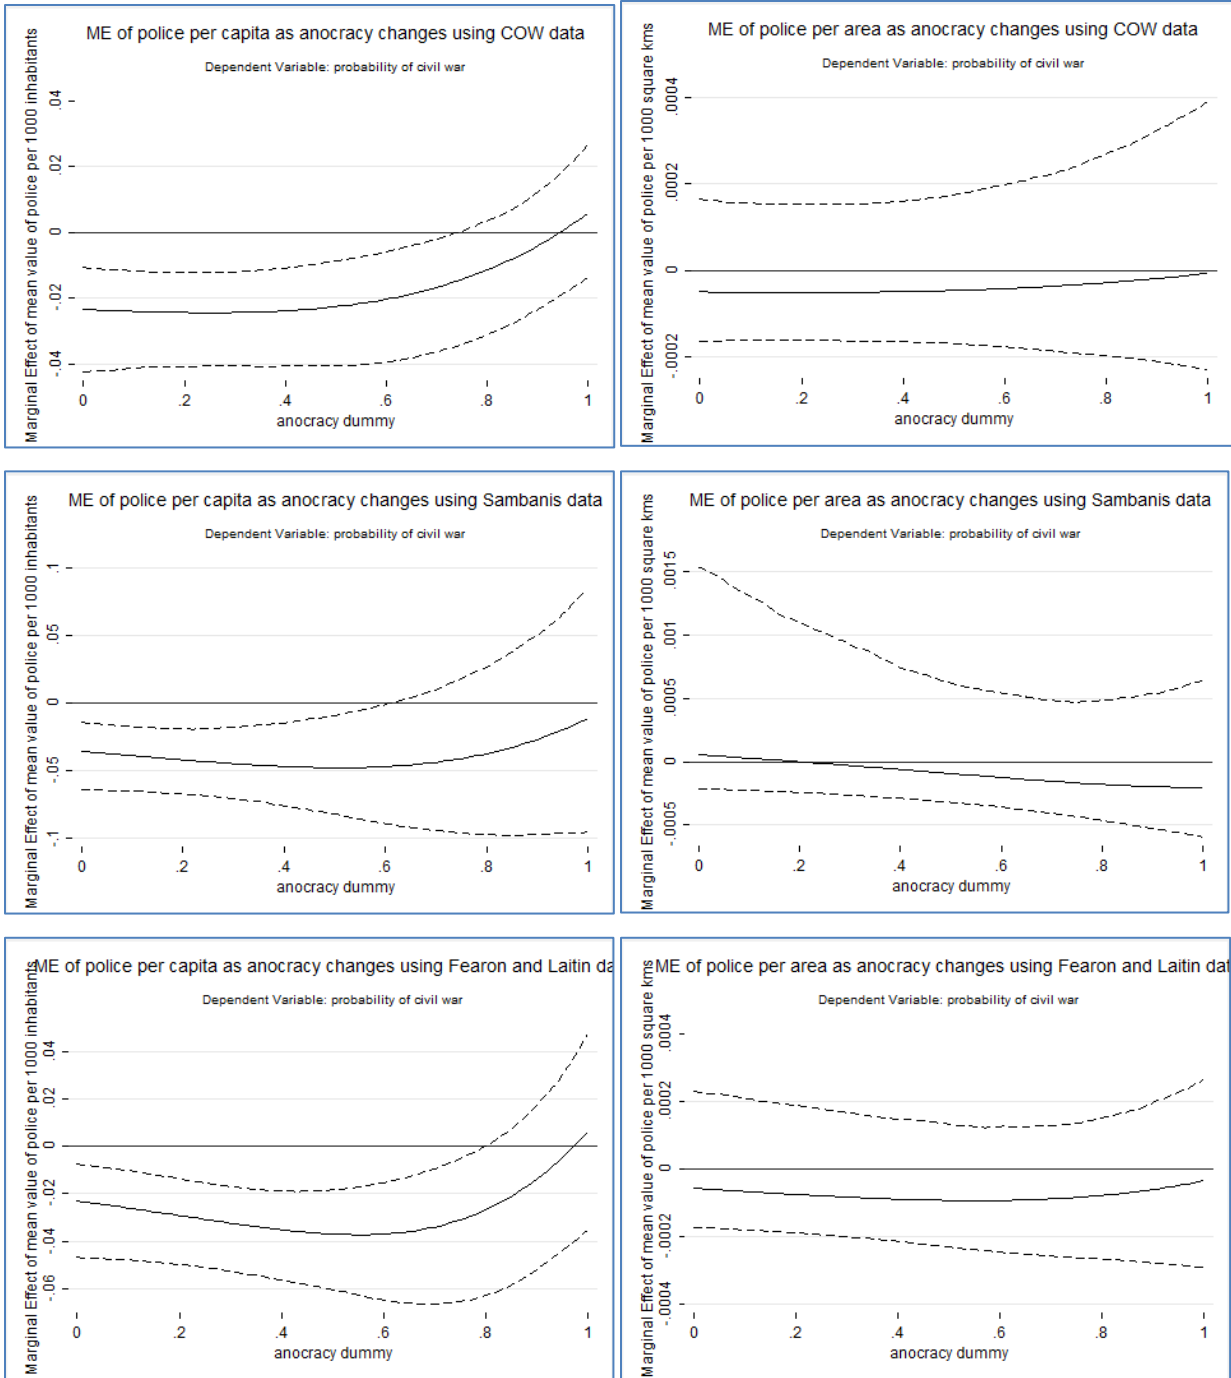 ME of police per capita as anocracy changes using COW data
Dependent Variable: probability of civil war
Marginal Effect of mean value of police per 1000 inhabitants
.04
.02
0
-.02
-.04
0 .2 .4 .6 .8 1
anocracy dummy
ME of police per area as anocracy changes using COW data
Dependent Variable: probability of civil war
Marginal Effect of mean value of police per 1000 square kms
.0004
.0002
0
-.0002
0 .2 .4 .6 .8 1
anocracy dummy
ME of police per capita as anocracy changes using Sambanis data
Dependent Variable: probability of civil war
Marginal Effect of mean value of police per 1000 inhabitants
.1
.05
0
-.05
-.1
0 .2 .4 .6 .8 1
anocracy dummy
ME of police per area as anocracy changes using Sambanis data
Dependent Variable: probability of civil war
Marginal Effect of mean value of police per 1000 square kms
.0015
.001
.0005
0
-.0005
0 .2 .4 .6 .8 1
anocracy dummy
ME of police per capita as anocracy changes using Fearon and Laitin da
Dependent Variable: probability of civil war
Marginal Effect of mean value of police per 1000 inhabitants
.04
.02
0
-.02
-.04
-.06
0 .2 .4 .6 .8 1
anocracy dummy
ME of police per area as anocracy changes using Fearon and Laitin dat
Dependent Variable: probability of civil war
Marginal Effect of mean value of police per 1000 square kms
.0004
.0002
0
-.0002
-.0004
0 .2 .4 .6 .8 1
anocracy dummy